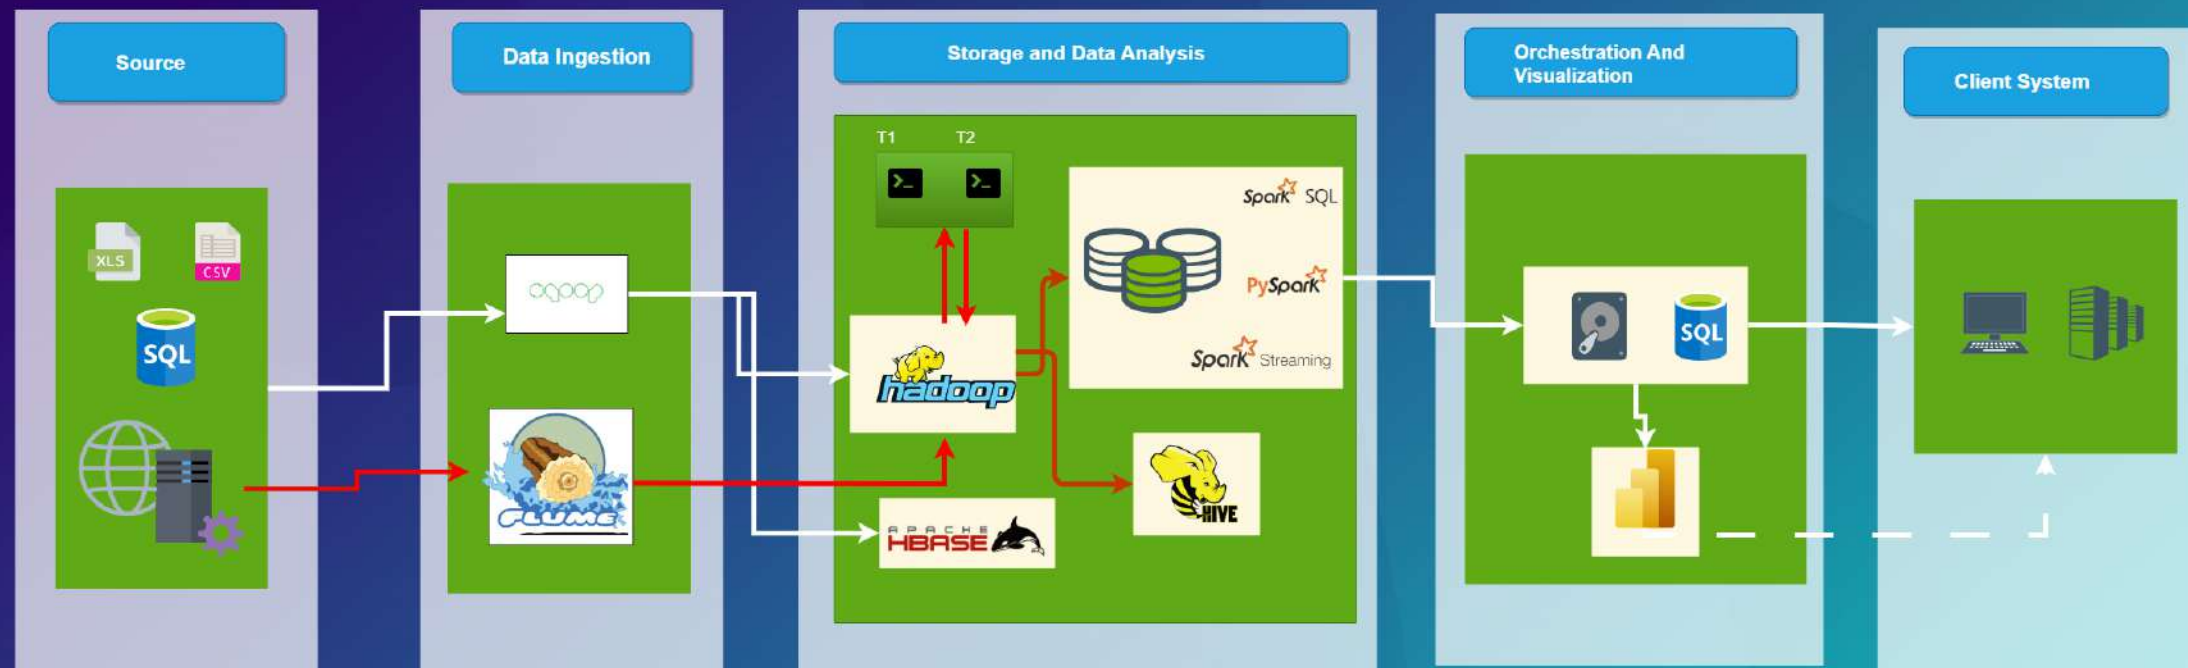 Source
Data Ingestion
Storage and Data Analysis
Orchestration And
Visualization
Client System
T1
T2
XLS
CSV
SQL
sqoop
FLUME
hadoop
APACHE
HBASE
Spark SQL
PySpark
Spark Streaming
HIVE
SQL